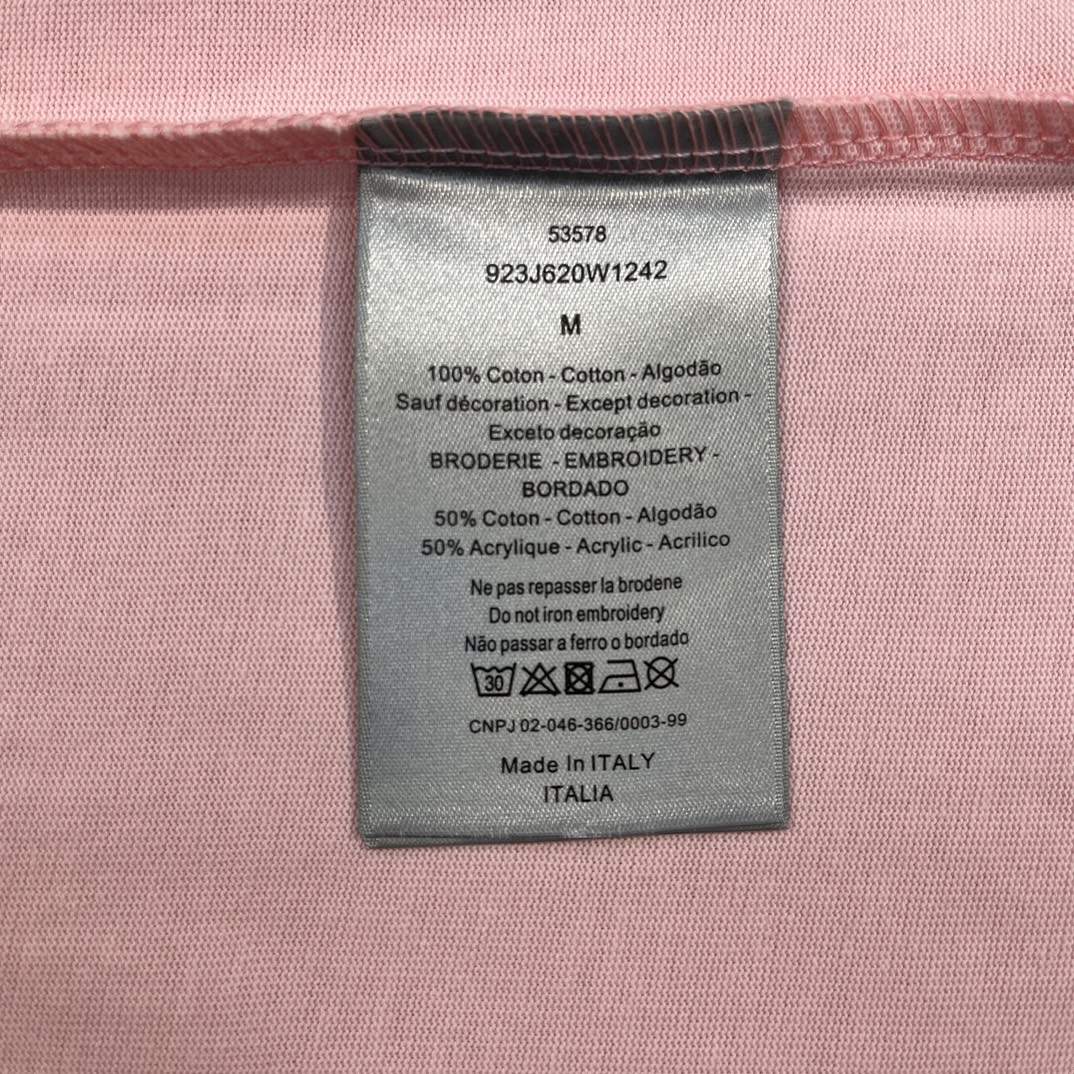 53578
923J620W1242
M
100% Coton - Cotton - Algodão
Sauf décoration - Except decoration -
Exceto decoração
BRODERIE - EMBROIDERY -
BORDADO
50% Coton - Cotton - Algodão
50% Acrylique - Acrylic - Acrilico
Ne pas repasser la brodene
Do not iron embroidery
Não passar a ferro o bordado
30
CNPJ 02-046-366/0003-99
Made In ITALY
ITALIA